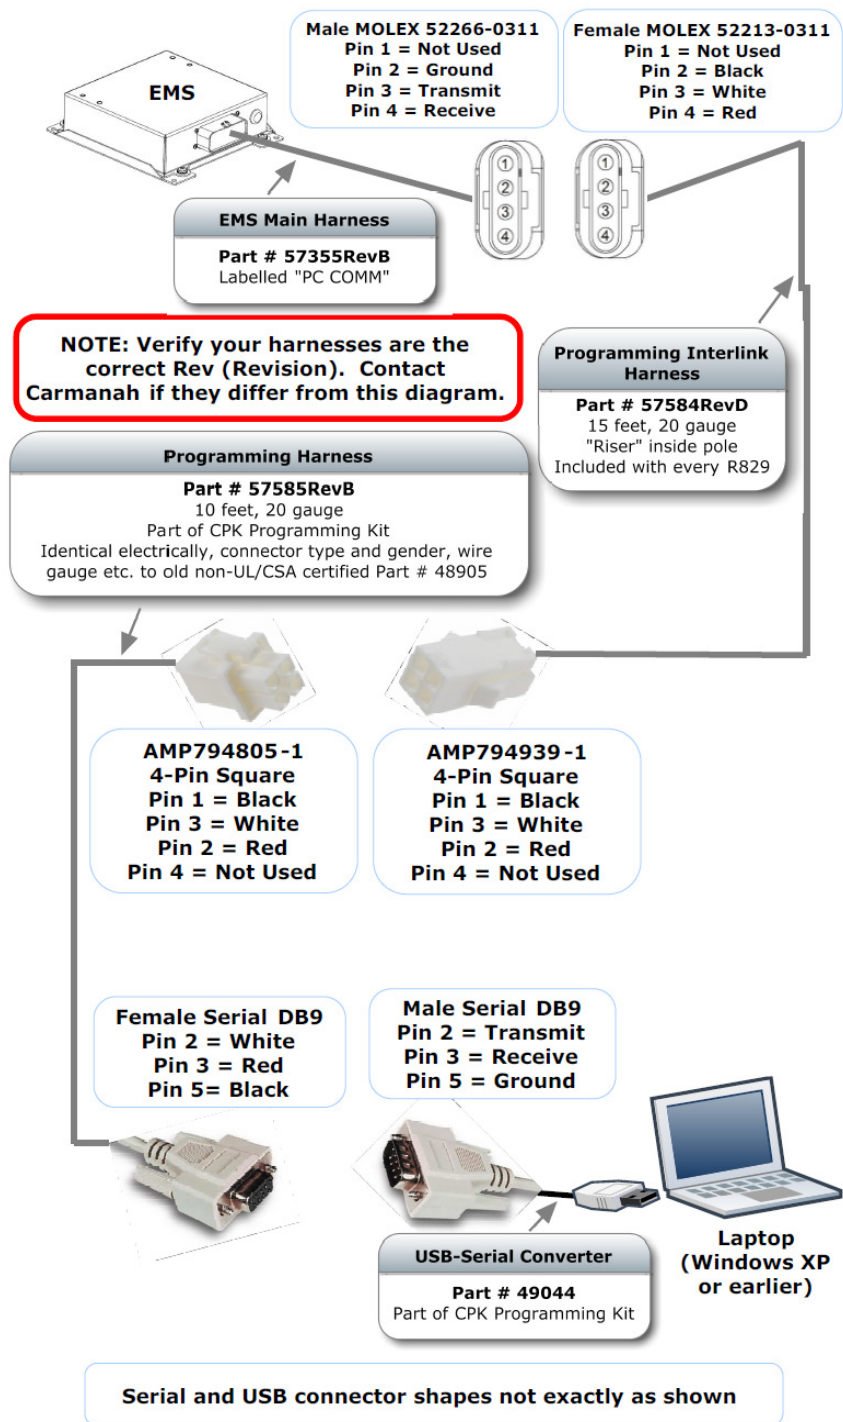 Male MOLEX 52266-0311
Pin 1 = Not Used
Pin 2 = Ground
Pin 3 = Transmit
Pin 4 = Receive
Female MOLEX 52213-0311
Pin 1 = Not Used
Pin 2 = Black
Pin 3 = White
Pin 4 = Red
EMS
1
2
3
4
1
2
3
4
EMS Main Harness
Part # 57355RevB
Labelled "PC COMM"
NOTE: Verify your harnesses are the
correct Rev (Revision). Contact
Carmanah if they differ from this diagram.
Programming Interlink
Harness
Part # 57584RevD
15 feet, 20 gauge
"Riser" inside pole
Included with every R829
Programming Harness
Part # 57585RevB
10 feet, 20 gauge
Part of CPK Programming Kit
Identical electrically, connector type and gender, wire
gauge etc. to old non-UL/CSA certified Part # 48905
AMP794805-1
4-Pin Square
Pin 1 = Black
Pin 3 = White
Pin 2 = Red
Pin 4 = Not Used
AMP794939-1
4-Pin Square
Pin 1 = Black
Pin 3 = White
Pin 2 = Red
Pin 4 = Not Used
Female Serial DB9
Pin 2 = White
Pin 3 = Red
Pin 5= Black
Male Serial DB9
Pin 2 = Transmit
Pin 3 = Receive
Pin 5 = Ground
Laptop
(Windows XP
or earlier)
USB-Serial Converter
Part # 49044
Part of CPK Programming Kit
Serial and USB connector shapes not exactly as shown